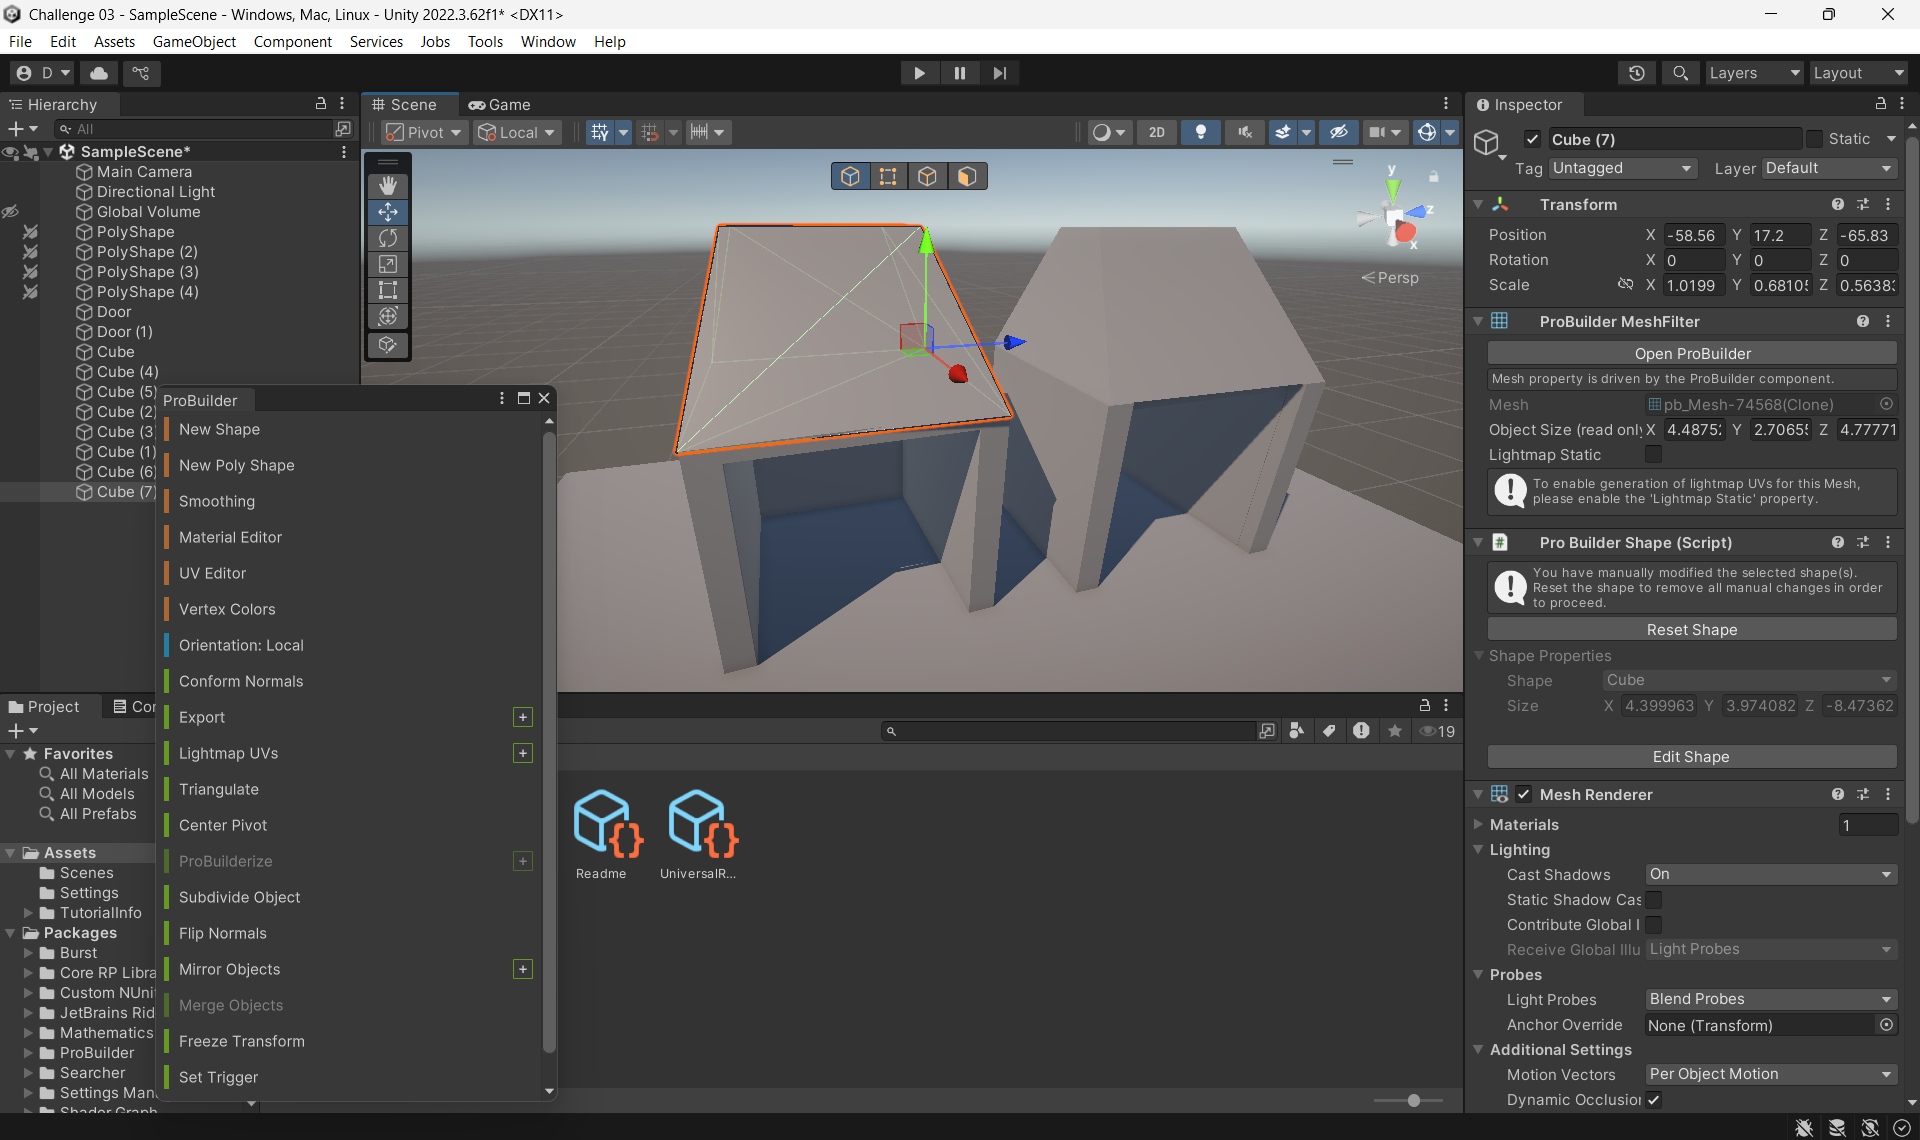 Challenge 03 - SampleScene - Windows, Mac, Linux - Unity 2022.3.62f1* <DX11>
File Edit Assets GameObject Component Services Jobs Tools Window Help
D
Layers
Layout
Hierarchy
All
SampleScene*
Main Camera
Directional Light
Global Volume
PolyShape
PolyShape (2)
PolyShape (3)
PolyShape (4)
Door
Door (1)
Cube
Cube (4)
Cube (5)
Cube (2)
Cube (3)
Cube (1)
Cube (6)
Cube (7)
Scene
Game
Pivot
Local
2D
y
z
x
Persp
ProBuilder
New Shape
New Poly Shape
Smoothing
Material Editor
UV Editor
Vertex Colors
Orientation: Local
Conform Normals
Export
+
Lightmap UVs
+
Triangulate
Center Pivot
ProBuilderize
+
Subdivide Object
Flip Normals
Mirror Objects
+
Merge Objects
Freeze Transform
Set Trigger
Project
Con
Favorites
All Materials
All Models
All Prefabs
Assets
Scenes
Settings
TutorialInfo
Packages
Burst
Core RP Libra
Custom NUni
JetBrains Rid
Mathematics
ProBuilder
Searcher
Settings Man
Shader Graph
19
Readme
UniversalR...
Inspector
Cube (7)
Static
Tag Untagged
Layer Default
Transform
Position X -58.56 Y 17.2 Z -65.83
Rotation X 0 Y 0 Z 0
Scale X 1.0199 Y 0.6810 Z 0.5638
ProBuilder MeshFilter
Open ProBuilder
Mesh property is driven by the ProBuilder component.
Mesh pb_Mesh-74568(Clone)
Object Size (read only X 4.4875 Y 2.7065 Z 4.77771
Lightmap Static
To enable generation of lightmap UVs for this Mesh,
please enable the 'Lightmap Static' property.
Pro Builder Shape (Script)
You have manually modified the selected shape(s).
Reset the shape to remove all manual changes in order
to proceed.
Reset Shape
Shape Properties
Shape Cube
Size X 4.399963 Y 3.974082 Z -8.47362
Edit Shape
Mesh Renderer
Materials 1
Lighting
Cast Shadows On
Static Shadow Cas
Contribute Global I
Receive Global Illu Light Probes
Probes
Light Probes Blend Probes
Anchor Override None (Transform)
Additional Settings
Motion Vectors Per Object Motion
Dynamic Occlusion